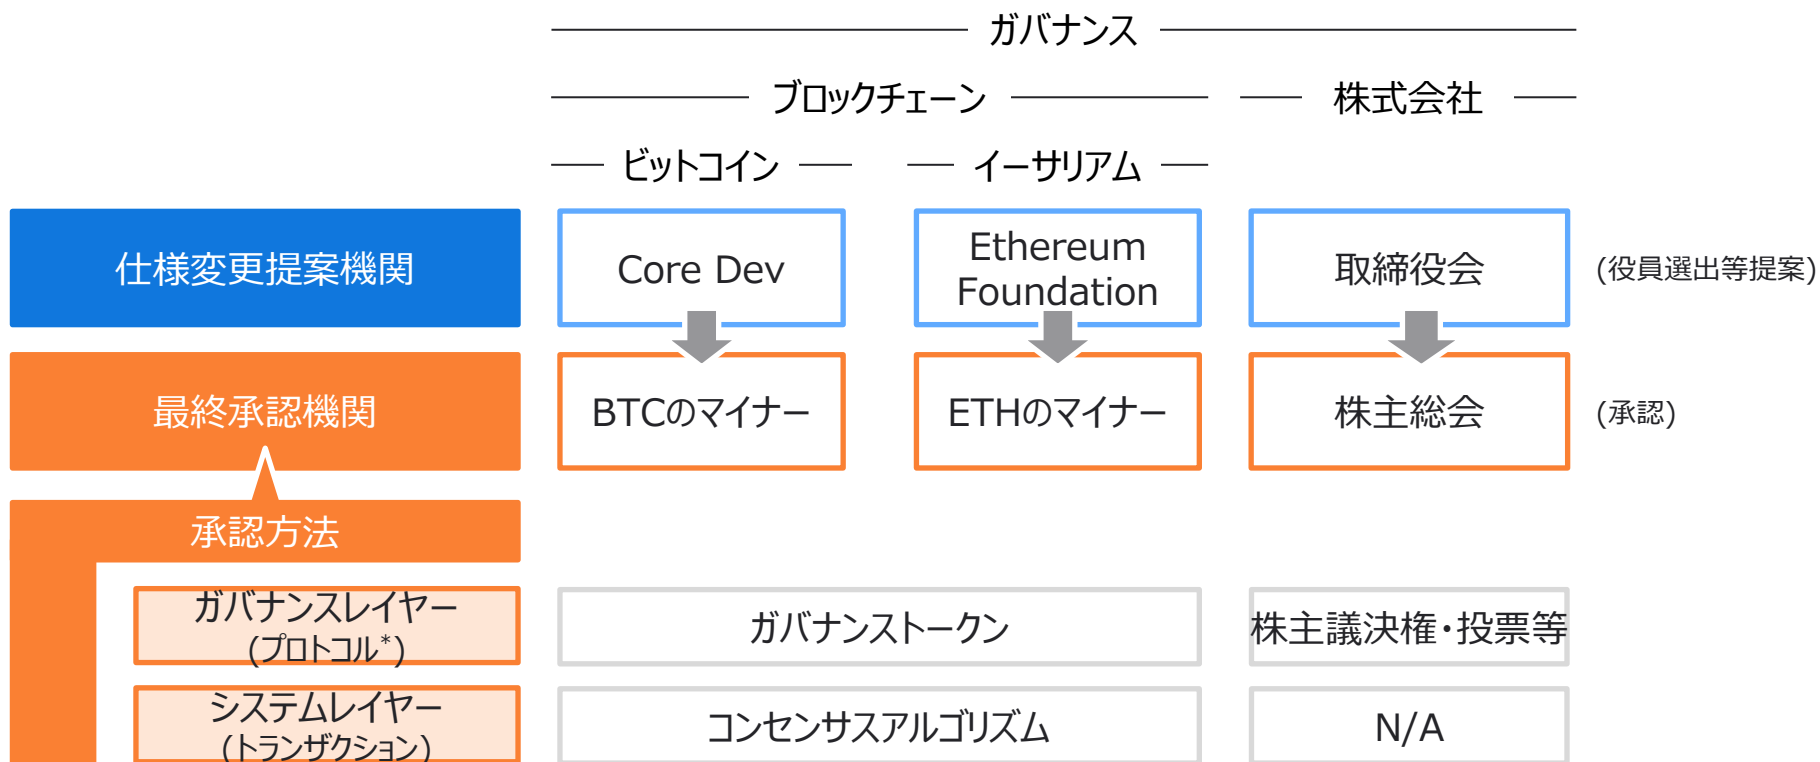 ガバナンス
ブロックチェーン 株式会社
ビットコイン イーサリアム
仕様変更提案機関
Core Dev
Ethereum
Foundation
取締役会
(役員選出等提案)
最終承認機関
BTCのマイナー
ETHのマイナー
株主総会
(承認)
承認方法
ガバナンスレイヤー
(プロトコル*)
ガバナンストークン
株主議決権・投票等
システムレイヤー
(トランザクション)
コンセンサスアルゴリズム
N/A